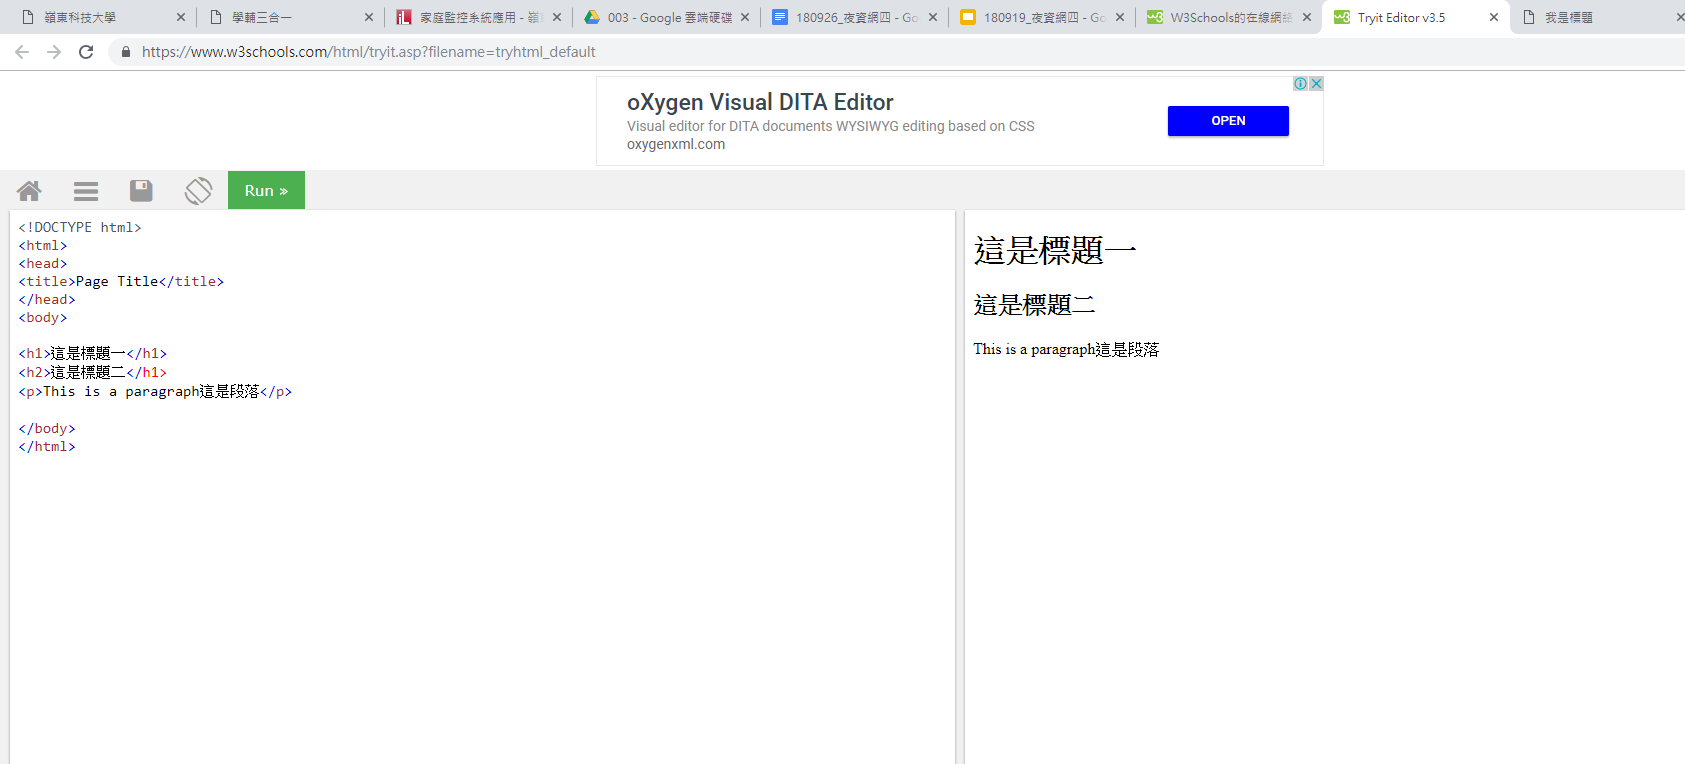 嶺東科技大學
學輔三合一
家庭監控系統應用 - 嶺
003 - Google 雲端硬碟
180926_夜資網四 - Go
180919_夜資網四 - Go
W3Schools的在線網絡
Tryit Editor v3.5
我是標題
https://www.w3schools.com/html/tryit.asp?filename=tryhtml_default
oXygen Visual DITA Editor
Visual editor for DITA documents WYSIWYG editing based on CSS
oxygenxml.com
OPEN
Run »
<!DOCTYPE html>
<html>
<head>
<title>Page Title</title>
</head>
<body>
<h1>這是標題一</h1>
<h2>這是標題二</h1>
<p>This is a paragraph這是段落</p>
</body>
</html>
這是標題一
這是標題二
This is a paragraph這是段落